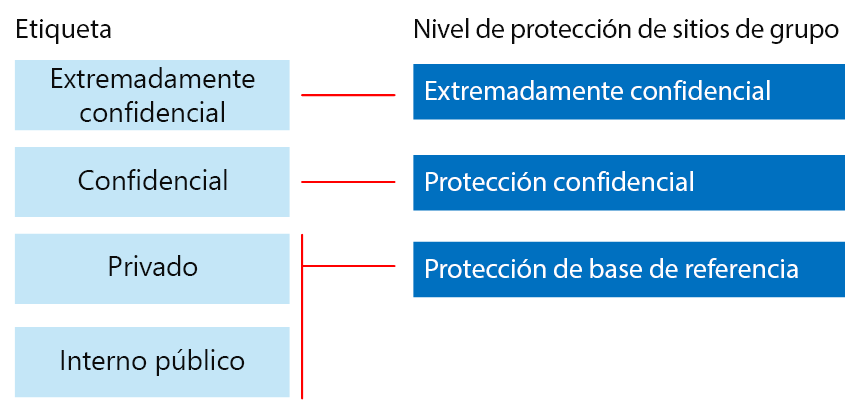 Etiqueta
Nivel de protección de sitios de grupo
Extremadamente
confidencial
Extremadamente confidencial
Confidencial
Protección confidencial
Privado
Protección de base de referencia
Interno público